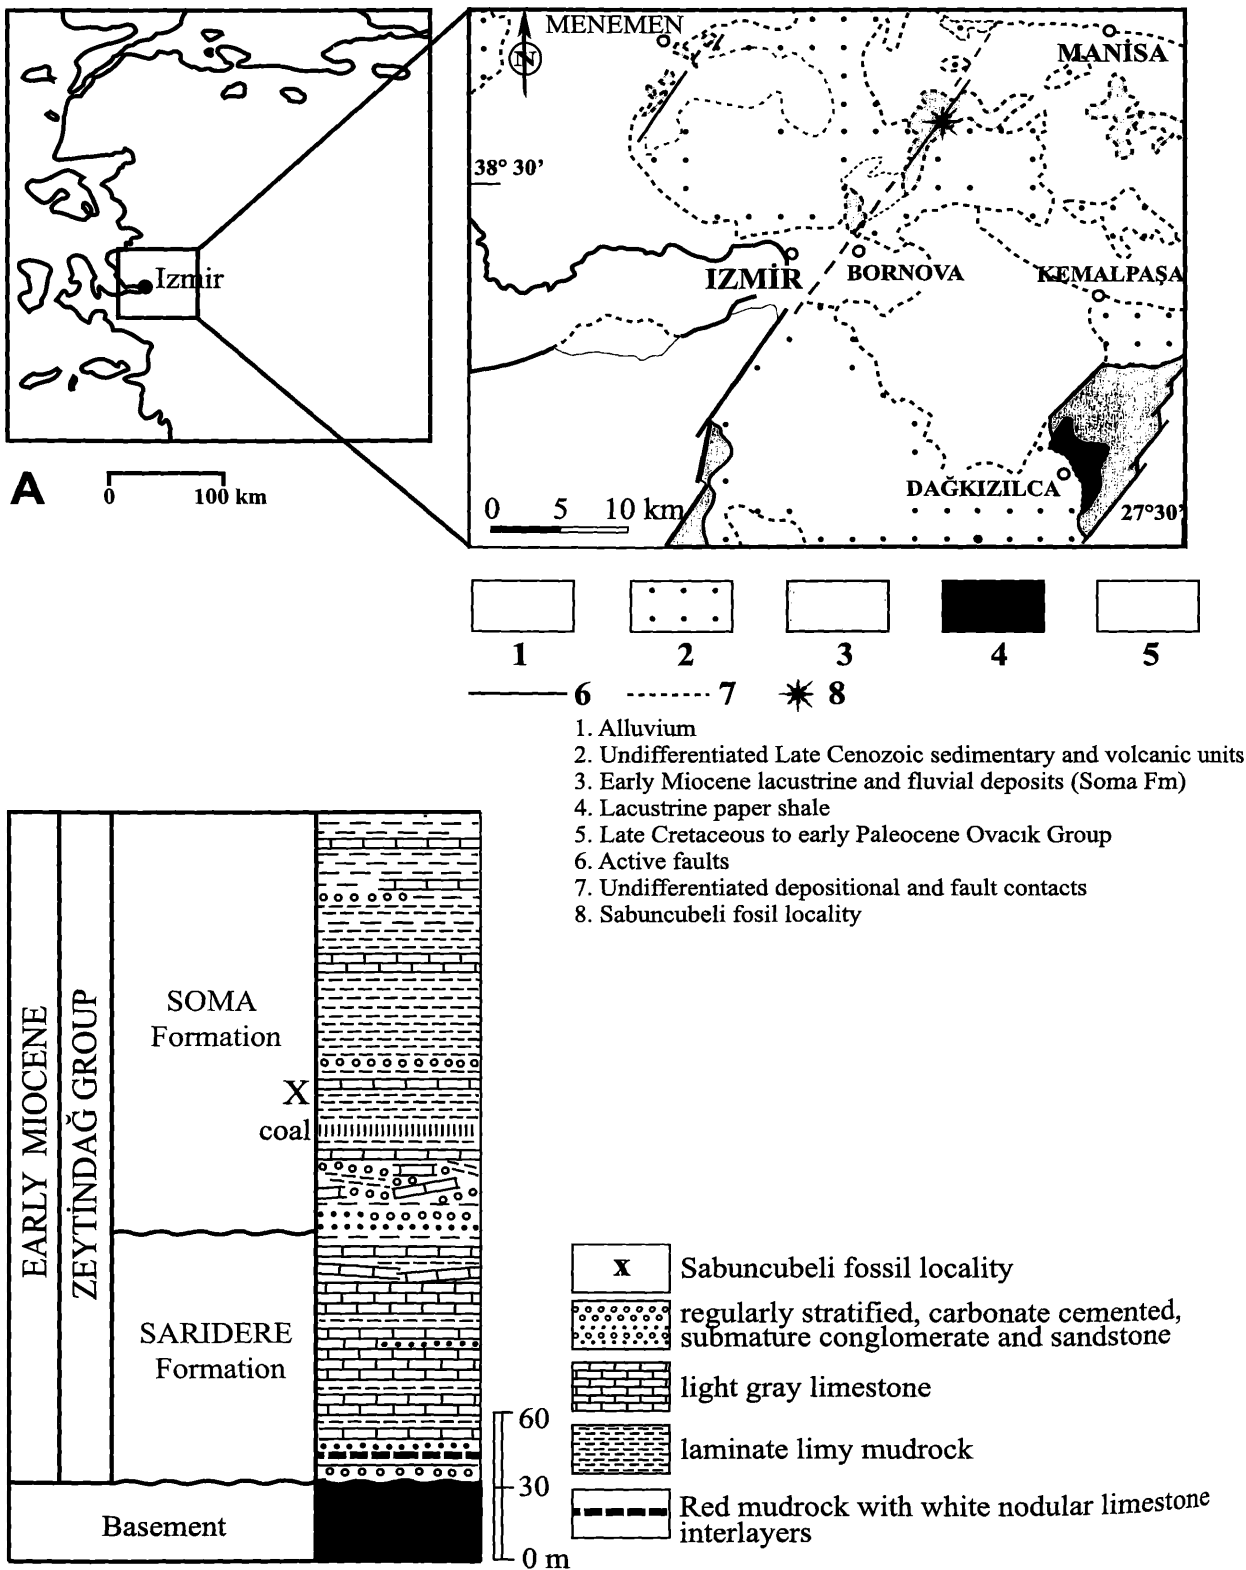 MENEMEN
N
MANİSA
38° 30’
Izmir
IZMİR
BORNOVA
KEMALPAŞA
DAĞKIZILCA
27°30’
A
0 100 km
0 5 10 km
1 2 3 4 5
6 7 8
1. Alluvium
2. Undifferentiated Late Cenozoic sedimentary and volcanic units
3. Early Miocene lacustrine and fluvial deposits (Soma Fm)
4. Lacustrine paper shale
5. Late Cretaceous to early Paleocene Ovacık Group
6. Active faults
7. Undifferentiated depositional and fault contacts
8. Sabuncubeli fosil locality
EARLY MIOCENE
ZEYTİNDAĞ GROUP
SOMA
Formation
X
coal
SARIDERE
Formation
Basement
60
30
0 m
x Sabuncubeli fossil locality
regularly stratified, carbonate cemented,
submature conglomerate and sandstone
light gray limestone
laminate limy mudrock
Red mudrock with white nodular limestone
interlayers